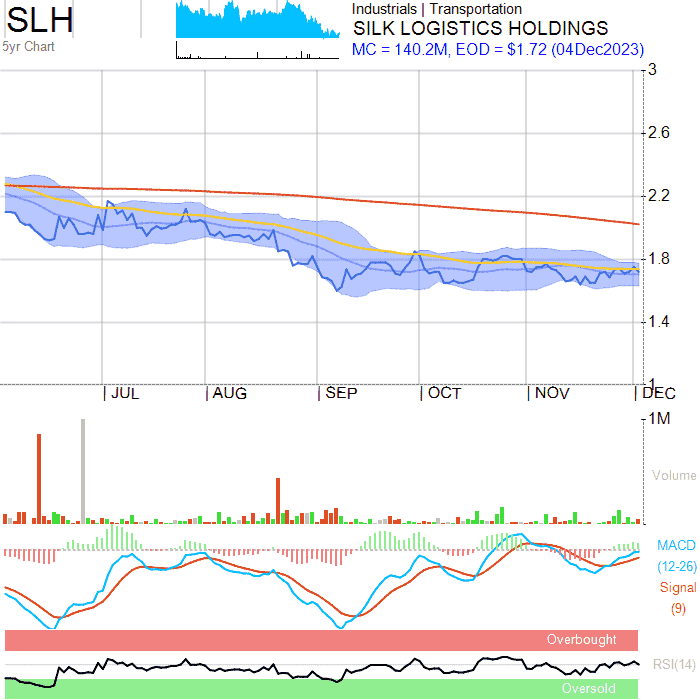 SLH
5yr Chart
Industrials | Transportation
SILK LOGISTICS HOLDINGS
MC = 140.2M, EOD = $1.72 (04Dec2023)
3
2.6
2.2
1.8
1.4
1
JUL AUG SEP OCT NOV DEC
1M
Volume
MACD
(12-26)
Signal
(9)
Overbought
RSI(14)
Oversold